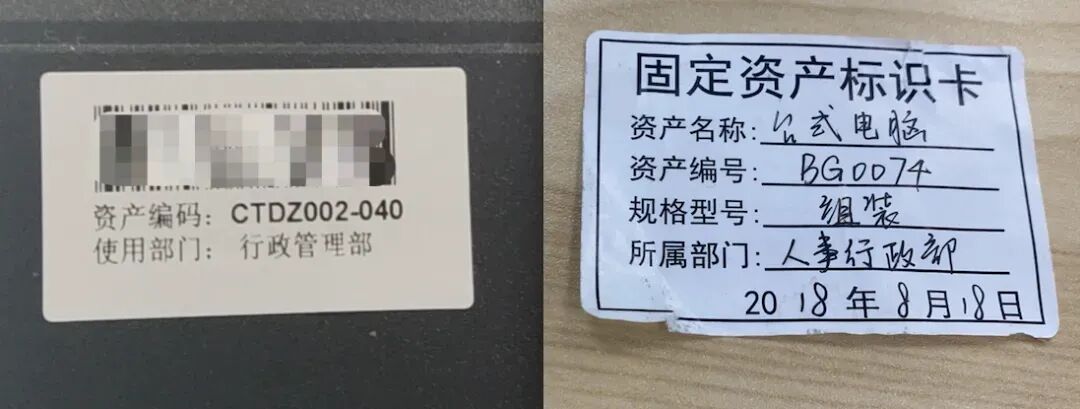 资产编码：CTDZ002-040
使用部门： 行政管理部
固定资产标识卡
资产名称：台式电脑
资产编号：BG0074
规格型号：组装
所属部门：人事行政部
2018年8月18日